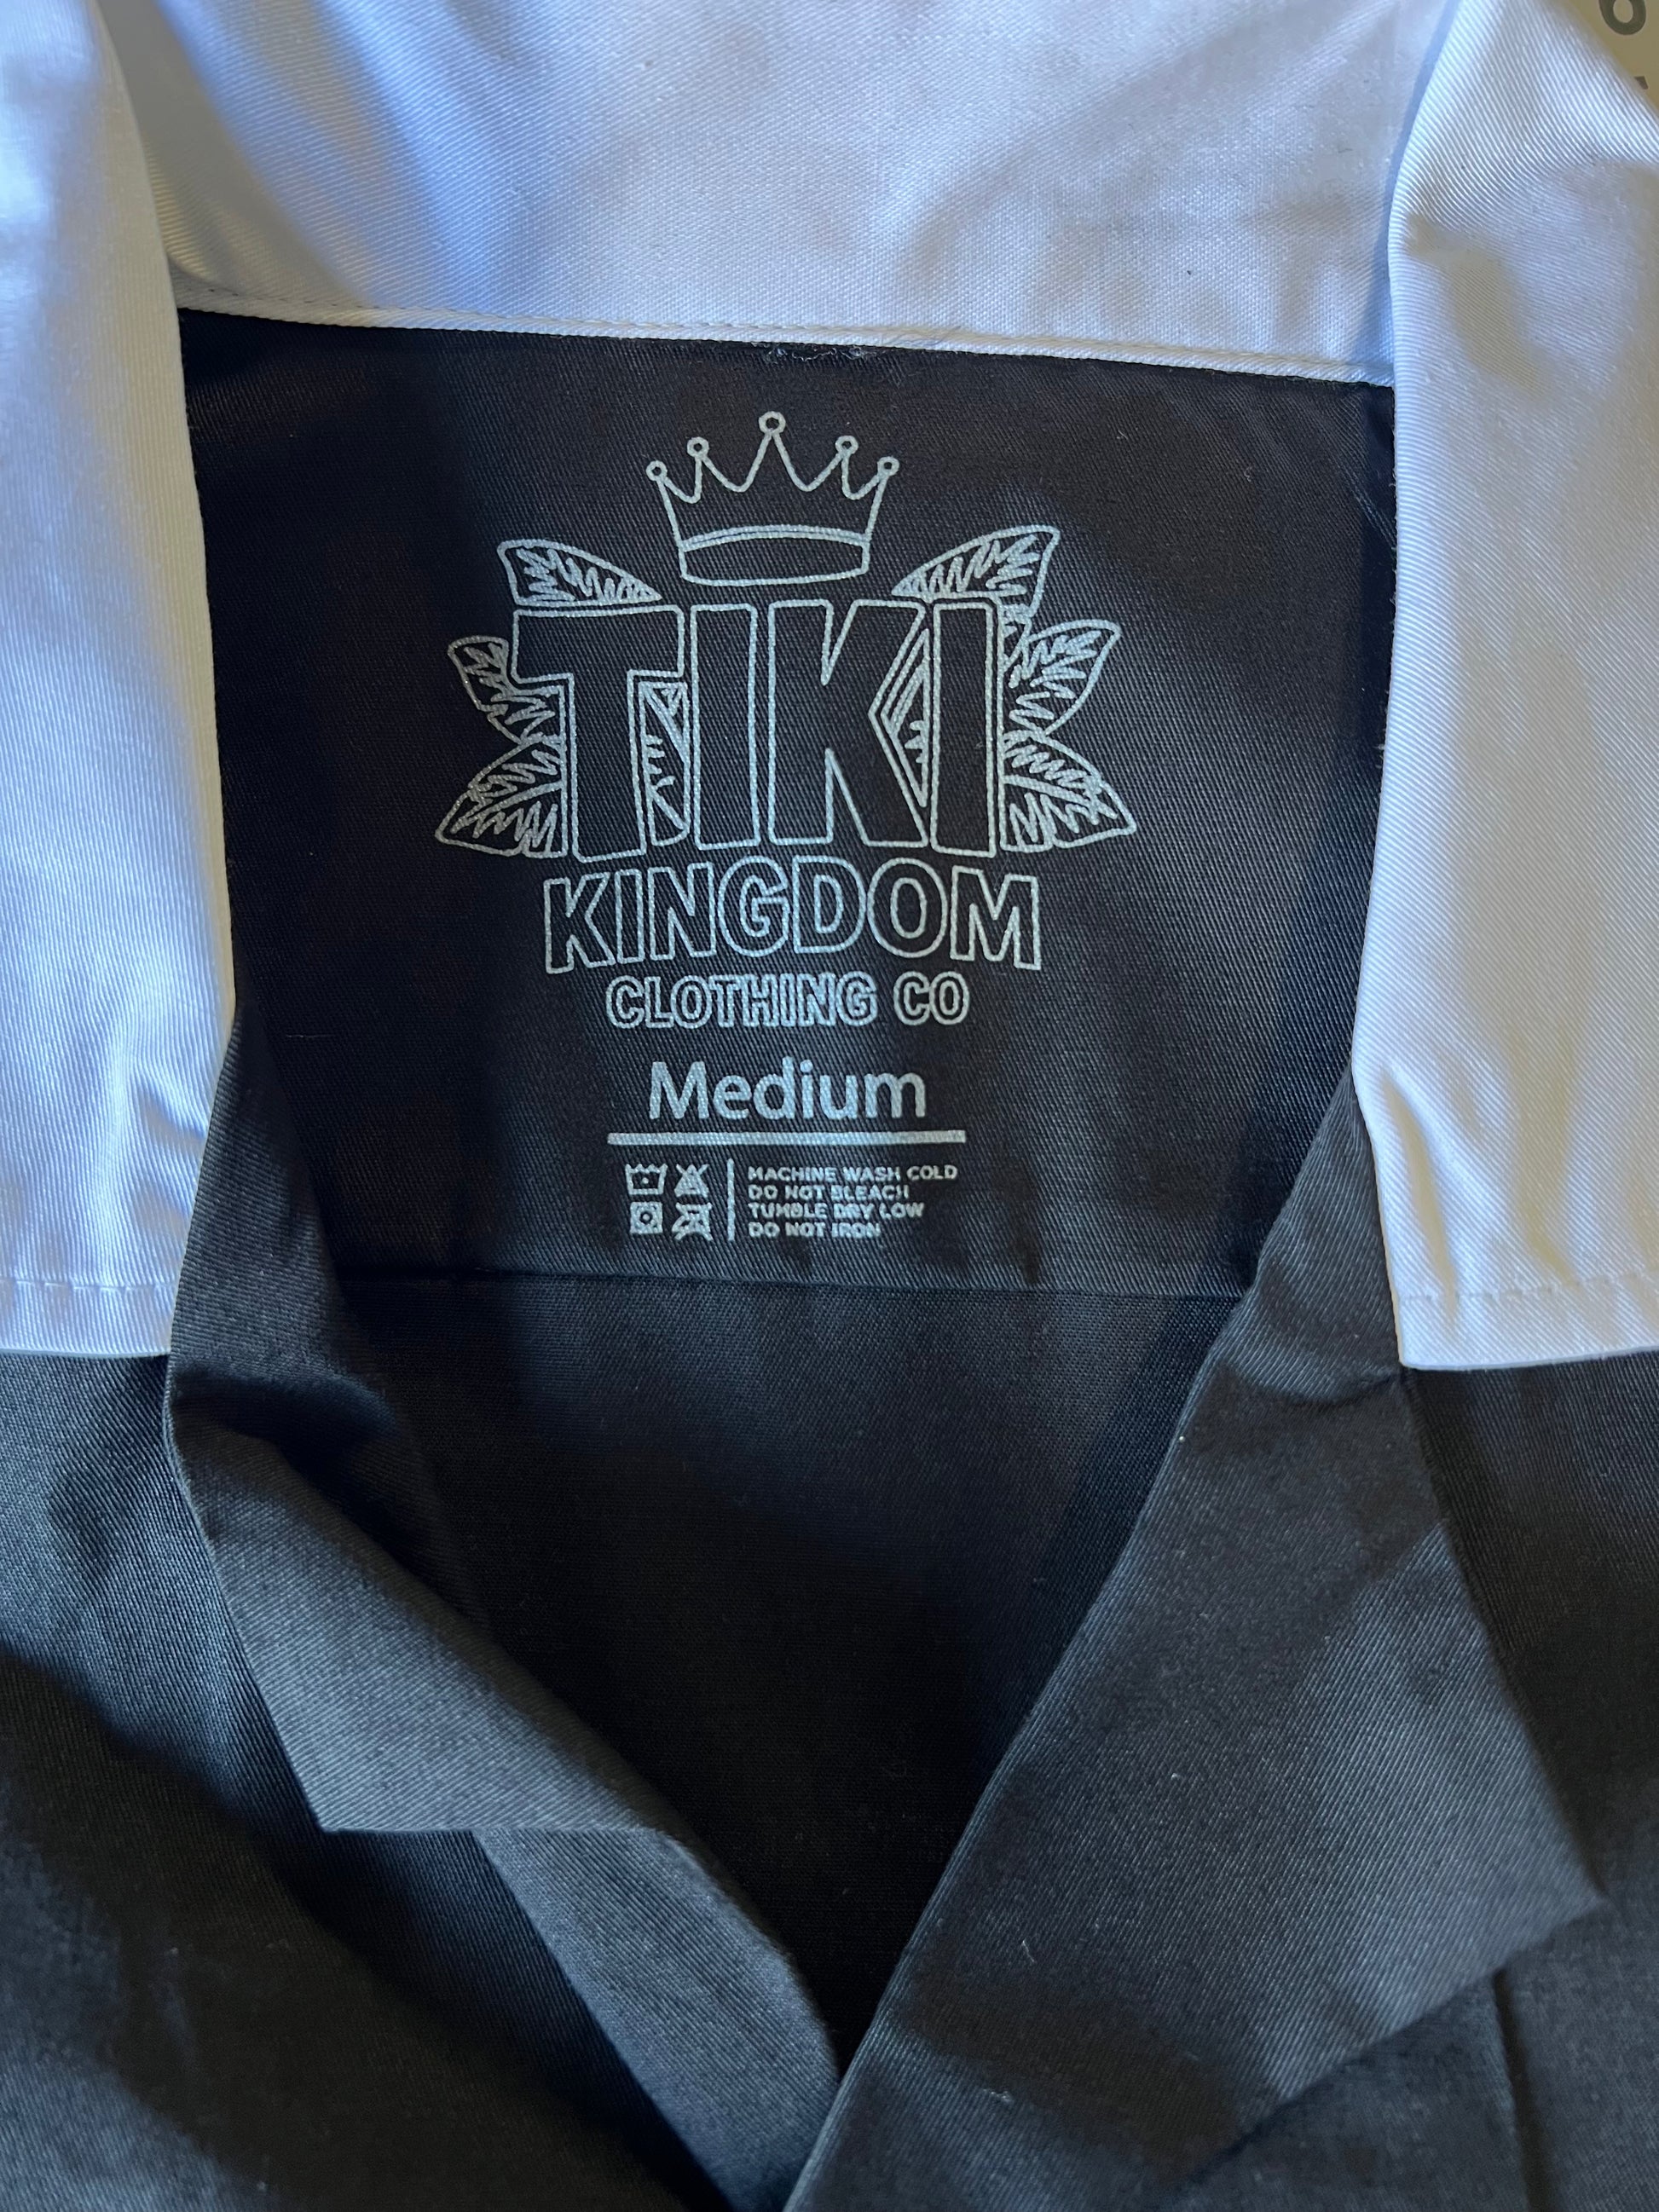 TIKI
KINGDOM
CLOTHING CO
Medium
MACHINE WASH COLD
DO NOT BLEACH
TUMBLE DRY LOW
DO NOT IRON